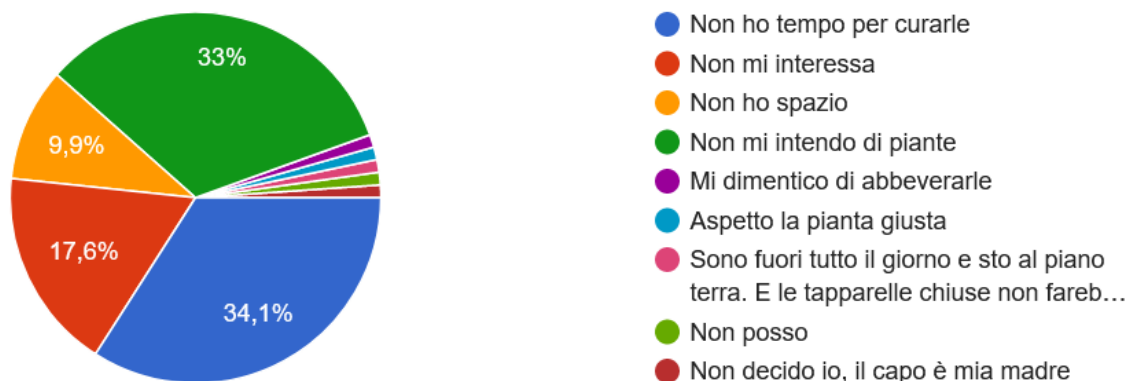 33%
9,9%
17,6%
34,1%
Non ho tempo per curarle
Non mi interessa
Non ho spazio
Non mi intendo di piante
Mi dimentico di abbeverarle
Aspetto la pianta giusta
Sono fuori tutto il giorno e sto al piano
terra. E le tapparelle chiuse non fareb…
Non posso
Non decido io, il capo è mia madre